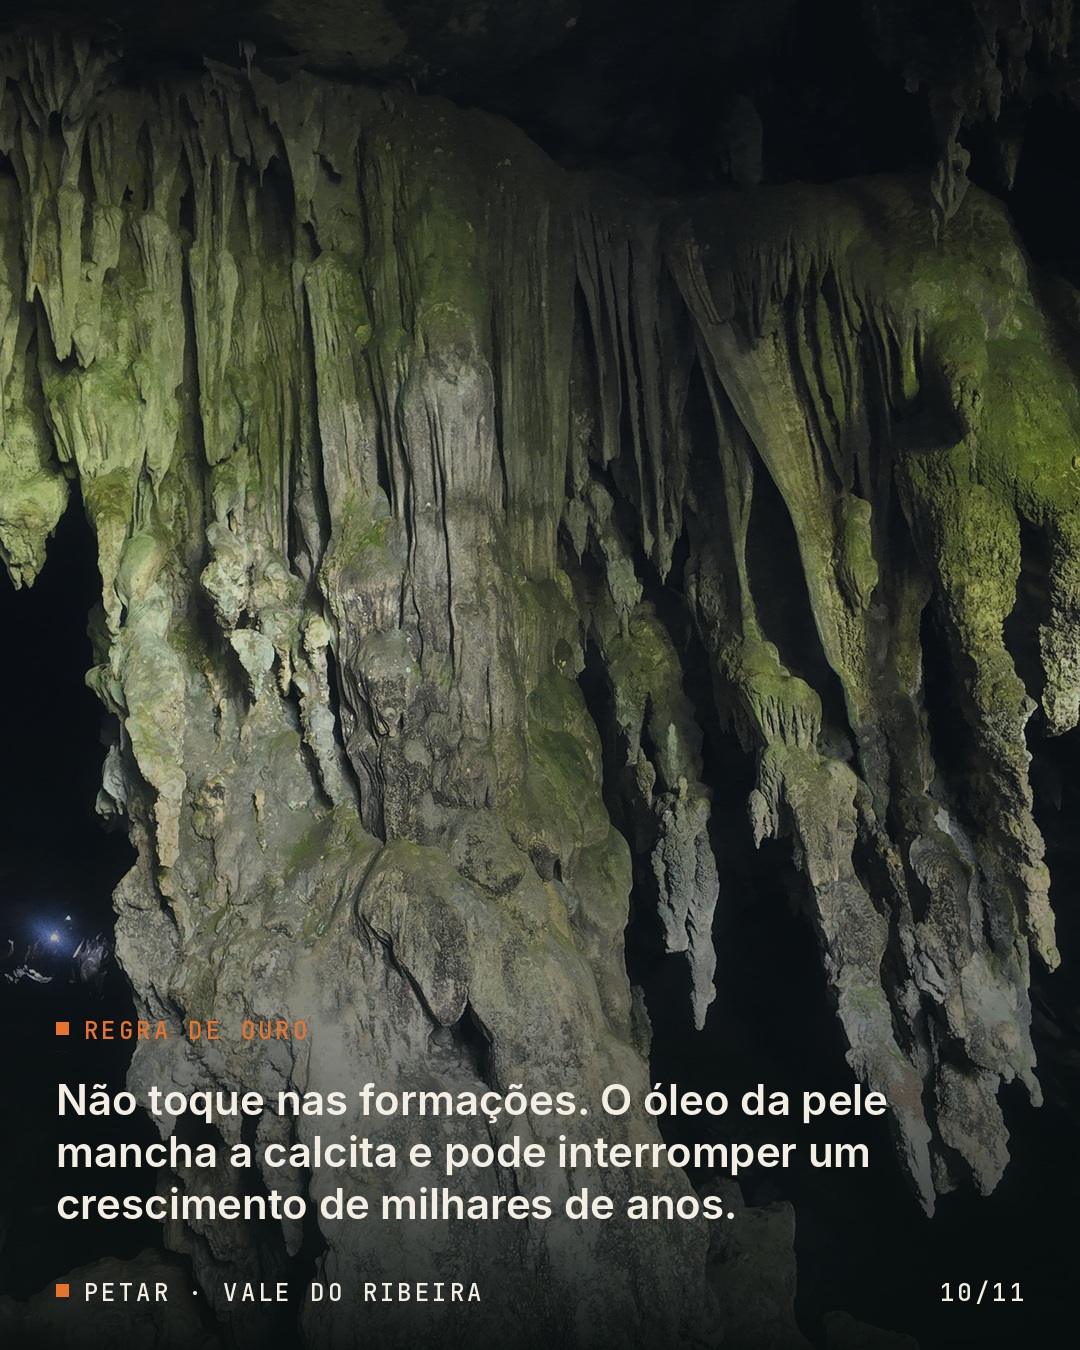 REGRA DE OURO
Não toque nas formações. O óleo da pele
mancha a calcita e pode interromper um
crescimento de milhares de anos.
PETAR · VALE DO RIBEIRA
10/11